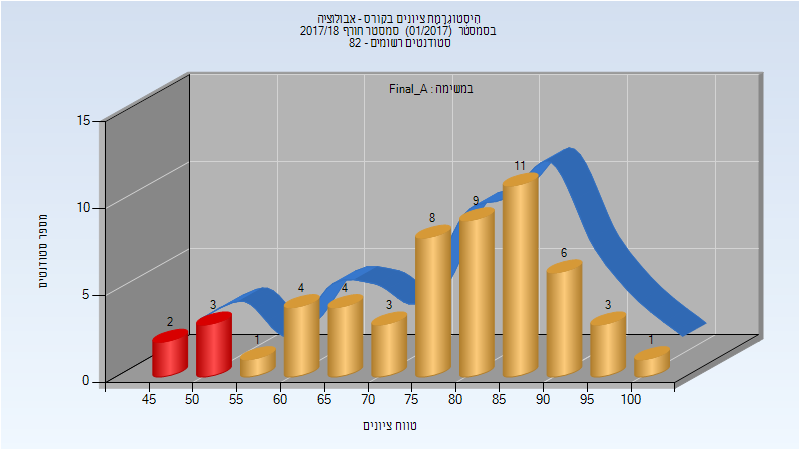 היסטוגרמת ציונים בקורס - אבולוציה
בסמסטר (01/2017) סמסטר חורף 2017/18
סטודנטים רשומים - 82
במשימה : Final_A
מספר סטודנטים
15
10
5
0
2
3
1
4
4
3
8
9
11
6
3
1
45 50 55 60 65 70 75 80 85 90 95 100
טווח ציונים